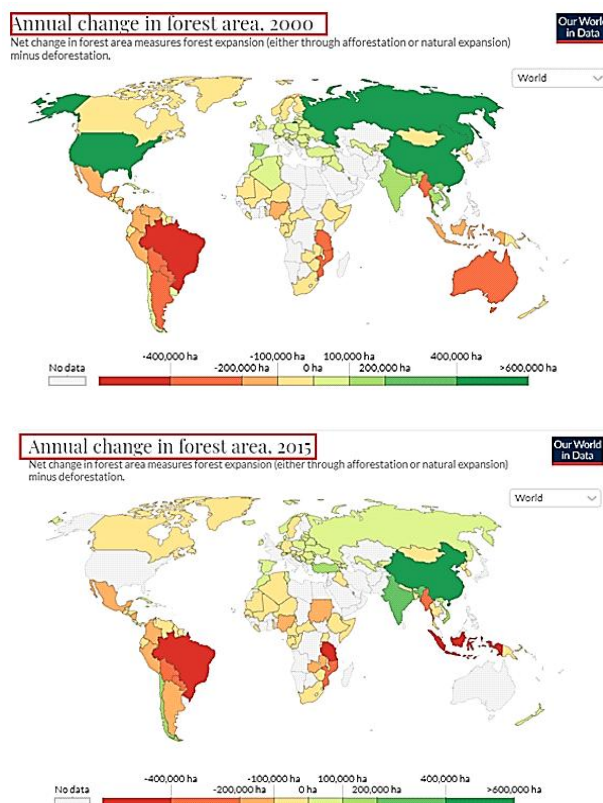 Annual change in forest area, 2000
Our World
in Data
Net change in forest area measures forest expansion (either through afforestation or natural expansion)
minus deforestation.
World
No data
-400,000 ha
-200,000 ha
-100,000 ha
0 ha
100,000 ha
200,000 ha
400,000 ha
>600,000 ha
Annual change in forest area, 2015
Our World
in Data
Net change in forest area measures forest expansion (either through afforestation or natural expansion)
minus deforestation.
World
No data
-400,000 ha
-200,000 ha
-100,000 ha
0 ha
100,000 ha
200,000 ha
400,000 ha
>600,000 ha